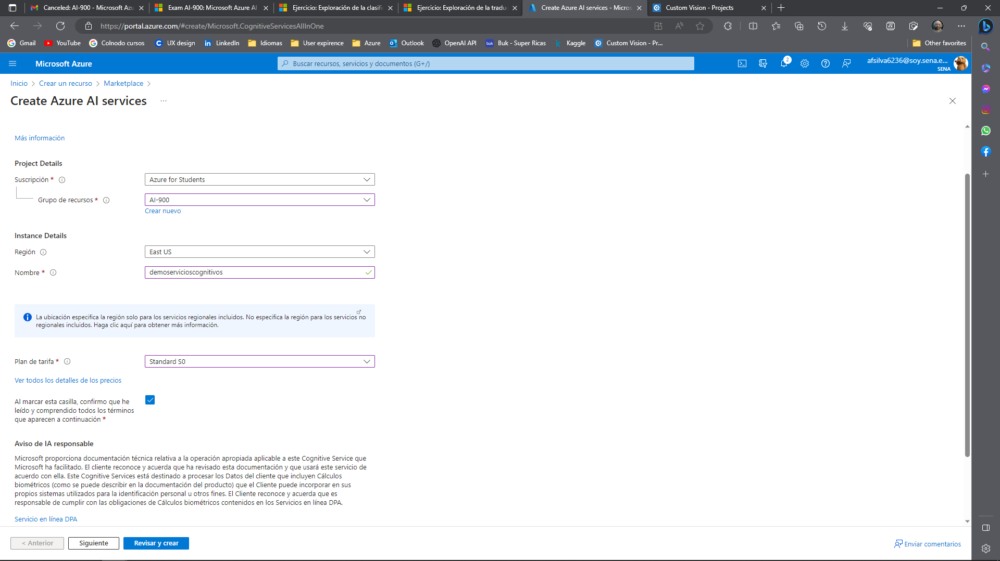 Canceled: AI-900 - Microsoft Azu
Exam AI-900: Microsoft Azure AI
Ejercicio: Exploración de la clasifi
Ejercicio: Exploración de la traduc
Create Azure AI services - Micros
Custom Vision - Projects
https://portal.azure.com/#create/Microsoft.CognitiveServicesAllInOne
Gmail
YouTube
Colnodo cursos
UX design
LinkedIn
Idiomas
User expirence
Azure
Outlook
OpenAI API
Buk - Super Ricas
Kaggle
Custom Vision - Pr...
Other favorites
Microsoft Azure
Buscar recursos, servicios y documentos (G+/)
2
afsilva6236@soy.sena.e...
SENA
Inicio > Crear un recurso > Marketplace >
Create Azure AI services ...
Más información
Project Details
Suscripción *
Azure for Students
Grupo de recursos *
AI-900
Crear nuevo
Instance Details
Región
East US
Nombre *
demoservicioscognitivos
La ubicación especifica la región solo para los servicios regionales incluidos. No especifica la región para los servicios no
regionales incluidos. Haga clic aquí para obtener más información.
Plan de tarifa *
Standard S0
Ver todos los detalles de los precios
Al marcar esta casilla, confirmo que he
leído y comprendido todos los términos
que aparecen a continuación *
Aviso de IA responsable
Microsoft proporciona documentación técnica relativa a la operación apropiada aplicable a este Cognitive Service que
Microsoft ha facilitado. El cliente reconoce y acuerda que ha revisado esta documentación y que usará este servicio de
acuerdo con ella. Este Cognitive Services está destinado a procesar los Datos del cliente que incluyen Cálculos
biométricos (como se puede describir en la documentación del producto) que el Cliente puede incorporar en sus
propios sistemas utilizados para la identificación personal u otros fines. El Cliente reconoce y acuerda que es
responsable de cumplir con las obligaciones de Cálculos biométricos contenidos en los Servicios en línea DPA.
Servicio en línea DPA
< Anterior
Siguiente
Revisar y crear
Enviar comentarios